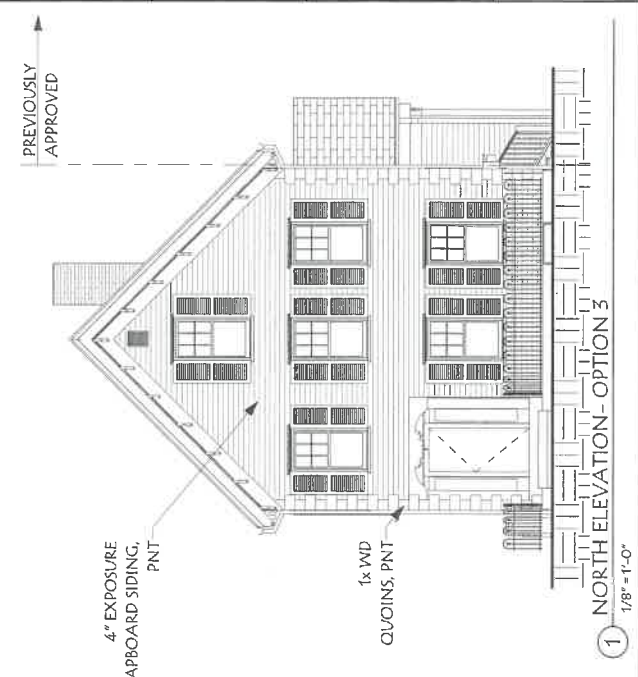 PREVIOUSLY
APPROVED
4" EXPOSURE
APBOARD SIDING,
PNT
1x WD
QUOINS, PNT
1
NORTH ELEVATION- OPTION 3
1/8" = 1'-0"